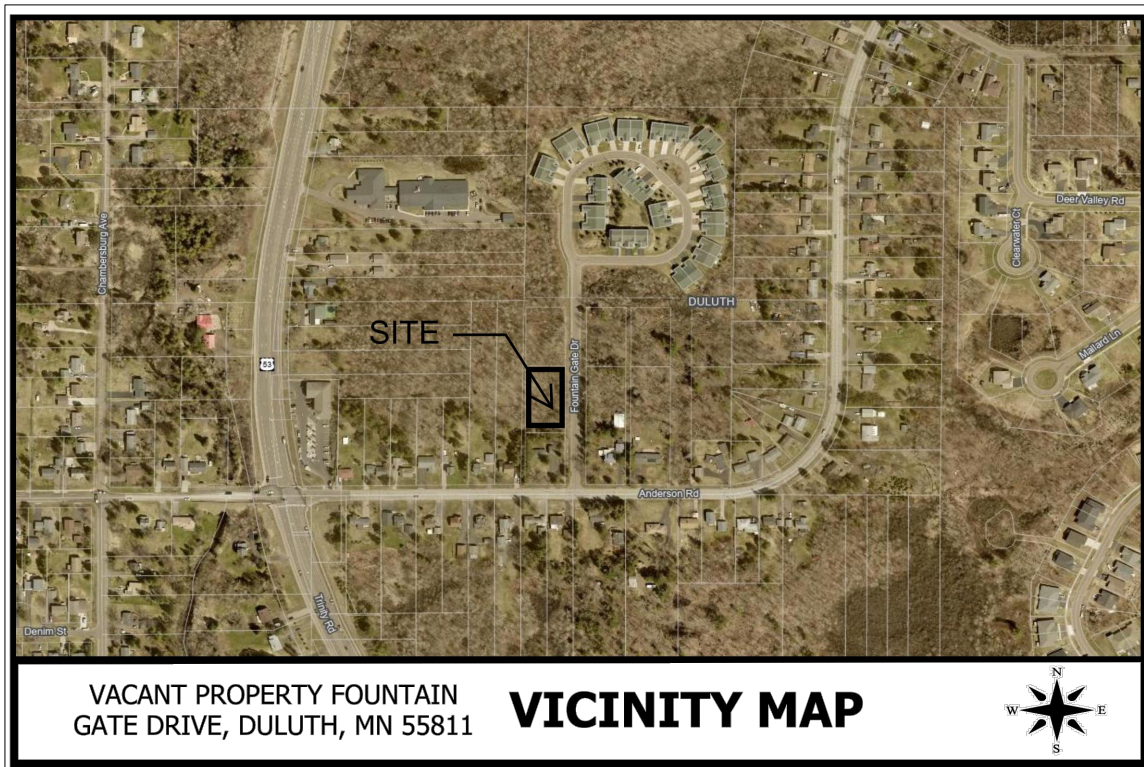 Chambersburg Ave
Deer Valley Rd
Clearwater Ct
DULUTH
SITE
Mallard Ln
53
Fountain Gate Dr
Anderson Rd
Trinity Rd
Denim St
VACANT PROPERTY FOUNTAIN
GATE DRIVE, DULUTH, MN 55811
VICINITY MAP
N
W
E
S